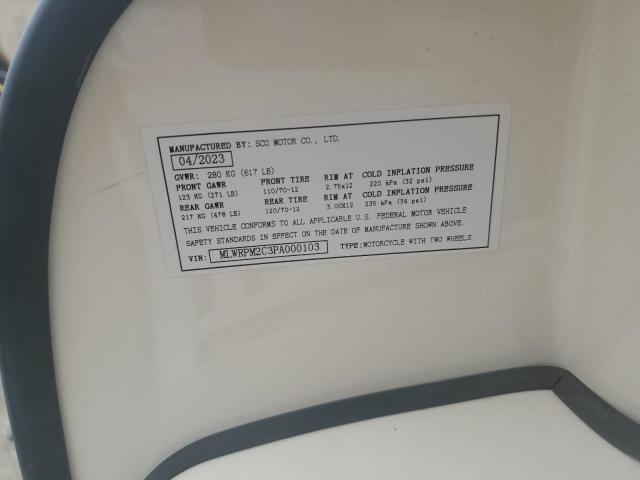 MANUFACTURED BY: SCO MOTOR CO., LTD.
04/2023
GVWR: 280 KG (617 LB)
FRONT GAWR FRONT TIRE RIM AT COLD INFLATION PRESSURE
123 KG (271 LB) 110/70-12 2.75x12 220 kPa (32 psi)
REAR GAWR REAR TIRE RIM AT COLD INFLATION PRESSURE
217 KG (478 LB) 120/70-12 3.00X12 235 kPa (34 psi)
THIS VEHICLE CONFORMS TO ALL APPLICABLE U.S. FEDERAL MOTOR VEHICLE
SAFETY STANDARDS IN EFFECT ON THE DATE OF MANUFACTURE SHOWN ABOVE.
VIN: MLWRPM2C3PA000103 TYPE: MOTORCYCLE WITH TWO WHEELS